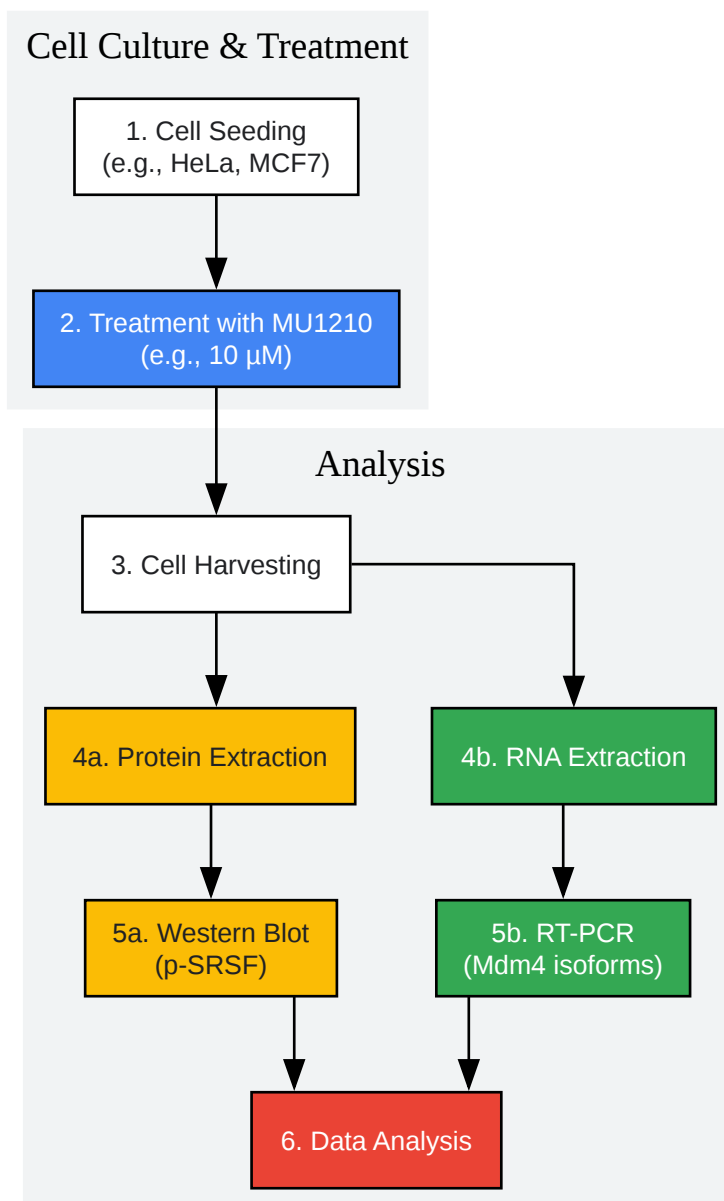 Cell Culture & Treatment
1. Cell Seeding
(e.g., HeLa, MCF7)
2. Treatment with MU1210
(e.g., 10 µM)
Analysis
3. Cell Harvesting
4a. Protein Extraction
4b. RNA Extraction
5a. Western Blot
(p-SRSF)
5b. RT-PCR
(Mdm4 isoforms)
6. Data Analysis